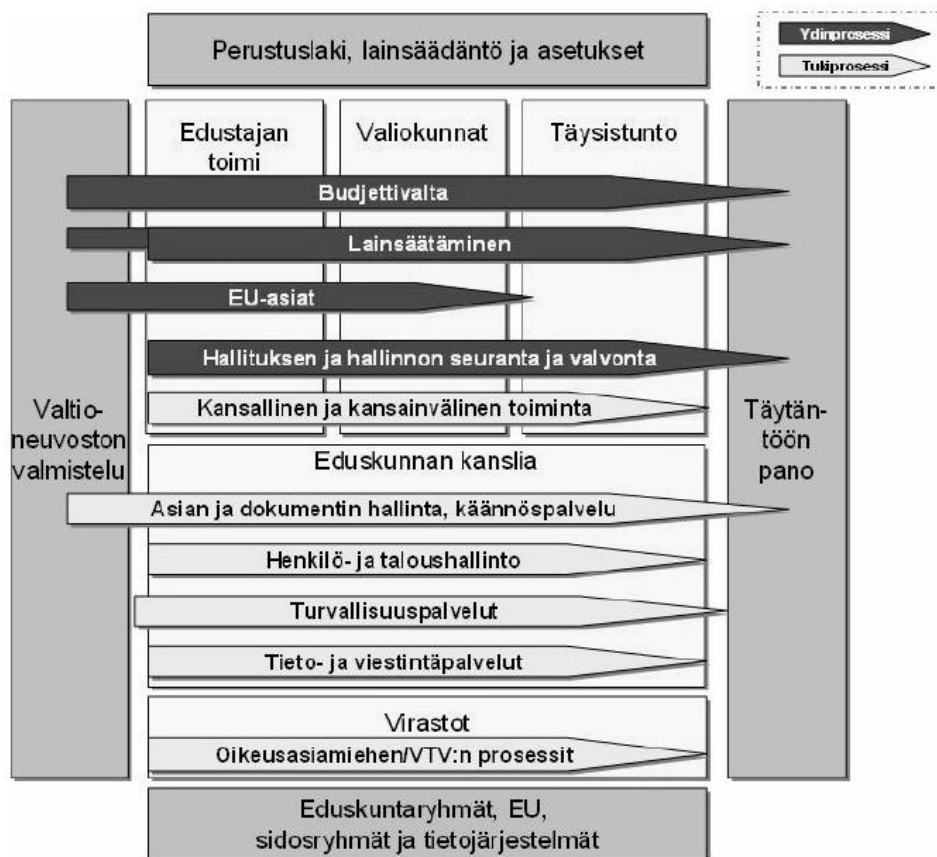 Perustuslaki, lainsäädäntö ja asetukset
Ydinprosessi
Tukiprosessi
Edustajan
toimi
Valiokunnat
Täysistunto
Budjettivalta
Lainsäätäminen
EU-asiat
Hallituksen ja hallinnon seuranta ja valvonta
Kansallinen ja kansainvälinen toiminta
Valtio-
neuvoston
valmistelu
Täytän-
töön
pano
Eduskunnan kanslia
Asian ja dokumentin hallinta, käännöspalvelu
Henkilö- ja taloushallinto
Turvallisuuspalvelut
Tieto- ja viestintäpalvelut
Virastot
Oikeusasiamiehen/VTV:n prosessit
Eduskuntaryhmät, EU,
sidosryhmät ja tietojärjestelmät